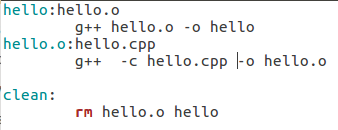 hello:hello.o
g++ hello.o -o hello
hello.o:hello.cpp
g++  -c hello.cpp -o hello.o
clean:
rm hello.o hello